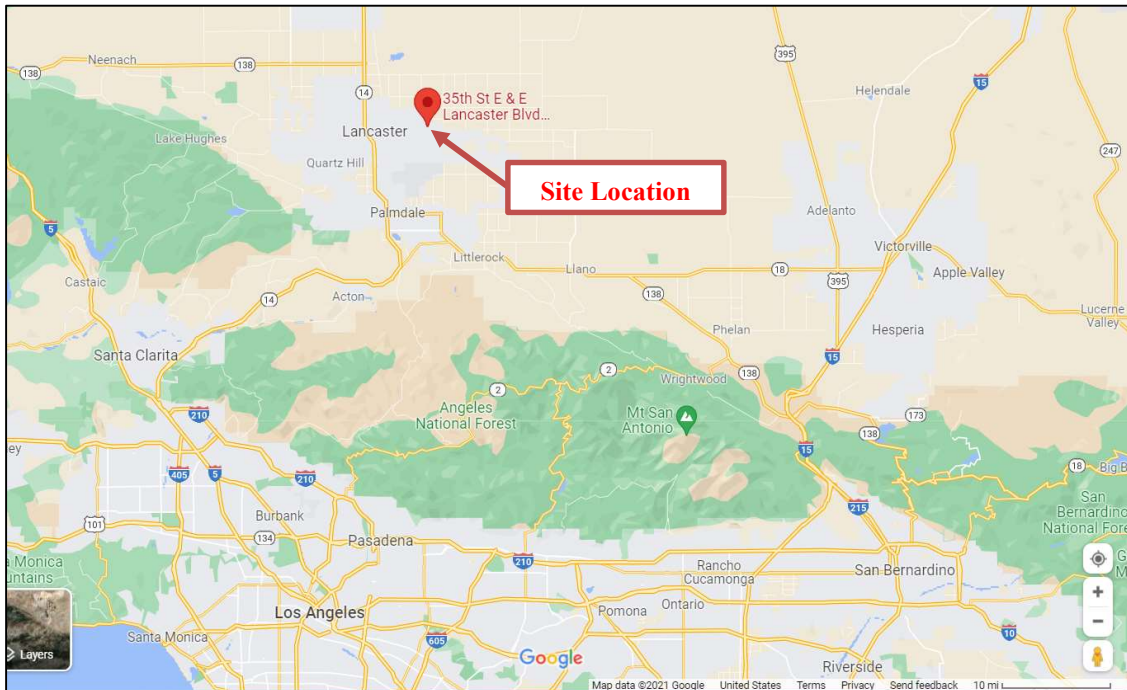 Neenach
138
138
395
15
Helendale
14
35th St E & E
Lancaster Blvd...
Lancaster
Lake Hughes
247
Quartz Hill
Site Location
Palmdale
Adelanto
5
Victorville
Littlerock
Llano
18
Apple Valley
Castaic
395
14
Acton
138
Lucerne
Valley
Phelan
Hesperia
Santa Clarita
15
2
Wrightwood
138
2
Angeles
National Forest
Mt San
Antonio
210
173
138
ey
15
405
5
210
18
Big B
215
San
Bernardino
National Fore
101
Burbank
134
Pasadena
210
Rancho
Cucamonga
San Bernardino
a Monica
untains
G
M
Los Angeles
Pomona
Ontario
Santa Monica
605
10
Layers
Google
Riverside
Map data ©2021 Google United States Terms Privacy Send feedback 10 mi